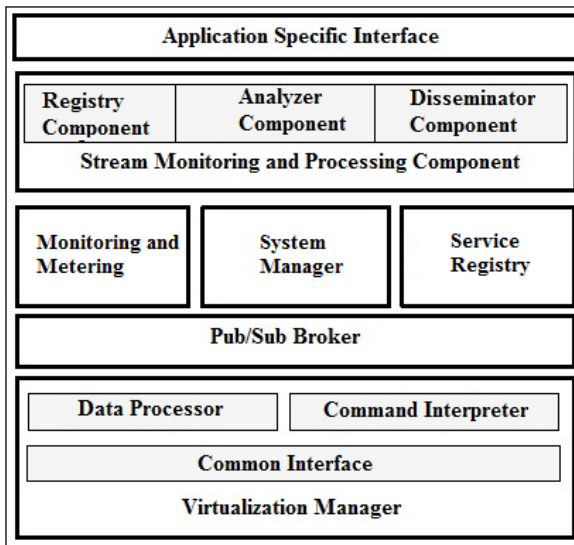 Application Specific Interface
Registry Component
Analyzer Component
Disseminator Component
Stream Monitoring and Processing Component
Monitoring and Metering
System Manager
Service Registry
Pub/Sub Broker
Data Processor
Command Interpreter
Common Interface
Virtualization Manager